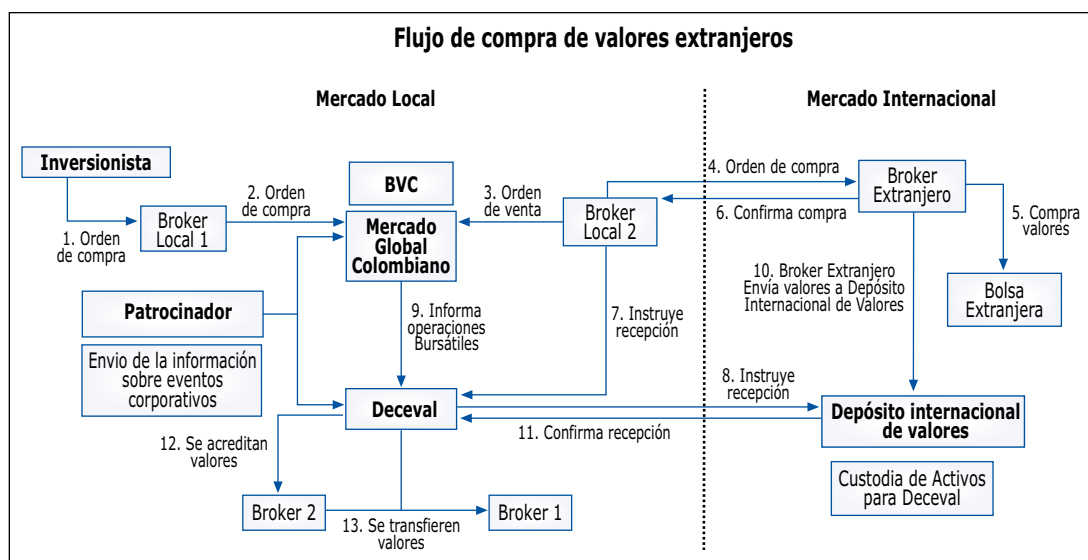 Flujo de compra de valores extranjeros
Mercado Local
Mercado Internacional
Inversionista
1. Orden
de compra
Broker
Local 1
2. Orden
de compra
BVC
Mercado
Global
Colombiano
3. Orden
de venta
Broker
Local 2
4. Orden de compra
6. Confirma compra
Broker
Extranjero
5. Compra
valores
Bolsa
Extranjera
10. Broker Extranjero
Envía valores a Depósito
Internacional de Valores
Patrocinador
Envio de la información
sobre eventos
corporativos
9. Informa
operaciones
Bursátiles
7. Instruye
recepción
8. Instruye
recepción
Deceval
11. Confirma recepción
Depósito internacional
de valores
Custodia de Activos
para Deceval
12. Se acreditan
valores
Broker 2
13. Se transfieren
valores
Broker 1